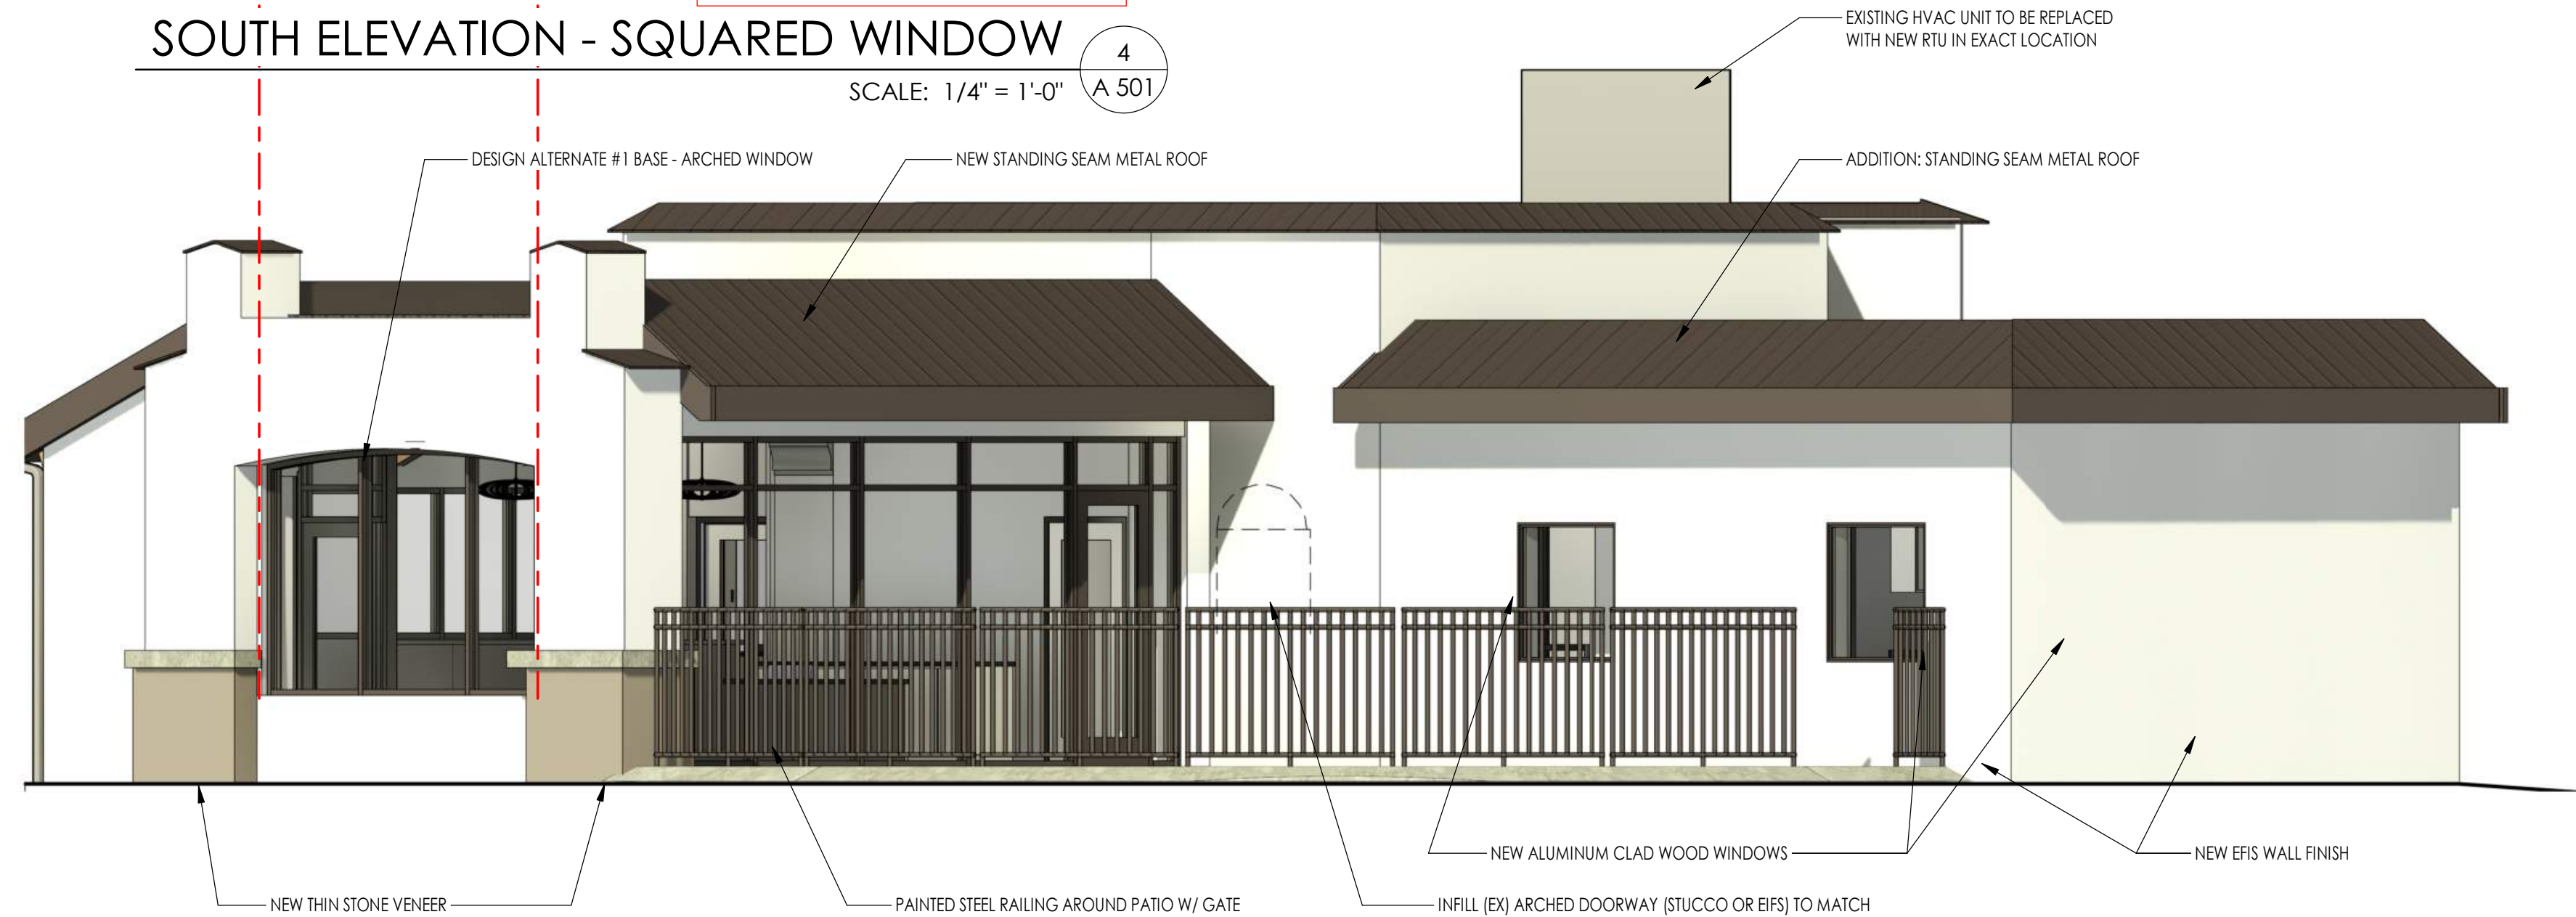 SOUTH ELEVATION - SQUARED WINDOW
4
SCALE: 1/4" = 1'-0"
A 501
EXISTING HVAC UNIT TO BE REPLACED
WITH NEW RTU IN EXACT LOCATION
DESIGN ALTERNATE #1 BASE - ARCHED WINDOW
NEW STANDING SEAM METAL ROOF
ADDITION: STANDING SEAM METAL ROOF
NEW ALUMINUM CLAD WOOD WINDOWS
NEW EFIS WALL FINISH
NEW THIN STONE VENEER
PAINTED STEEL RAILING AROUND PATIO W/ GATE
INFILL (EX) ARCHED DOORWAY (STUCCO OR EIFS) TO MATCH